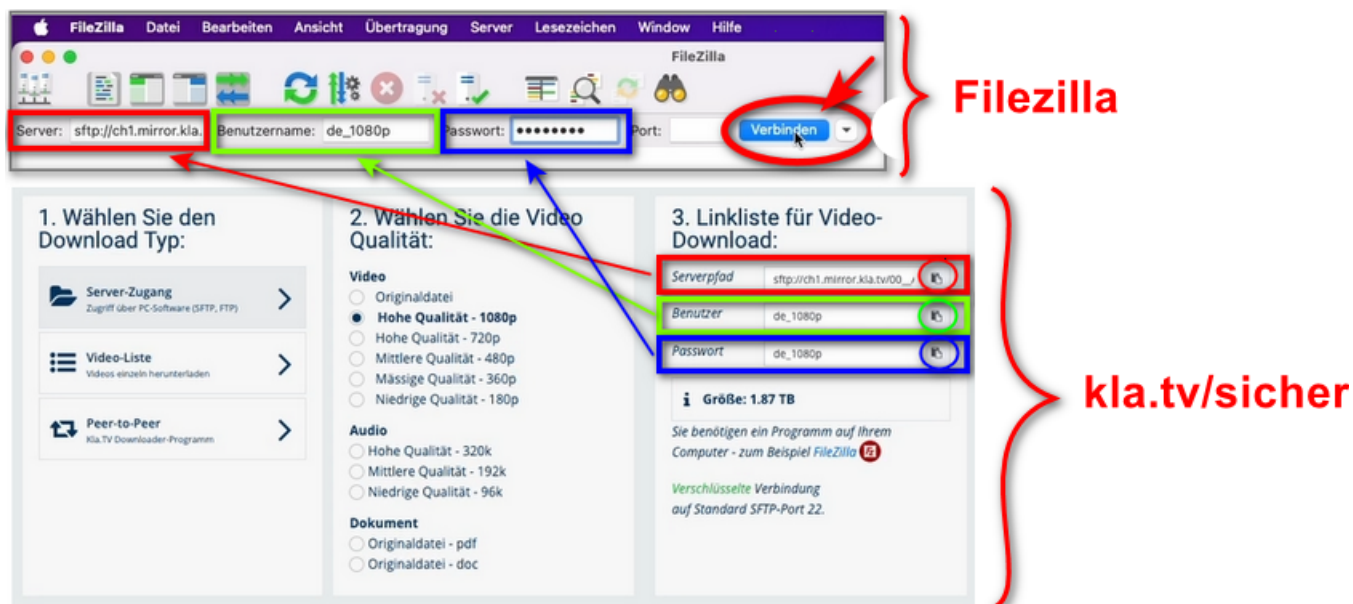 FileZilla Datei Bearbeiten Ansicht Übertragung Server Lesezeichen Window Hilfe
FileZilla
Filezilla
Server: sftp://ch1.mirror.kla. Benutzername: de_1080p Passwort: •••••••• Port: Verbinden
1. Wählen Sie den
Download Typ:
Server-Zugang
Zugriff über PC-Software (SFTP, FTP)
Video-Liste
Videos einzeln herunterladen
Peer-to-Peer
Kla.TV Downloader-Programm
2. Wählen Sie die Video
Qualität:
Video
Originaldatei
Hohe Qualität - 1080p
Hohe Qualität - 720p
Mittlere Qualität - 480p
Mässige Qualität - 360p
Niedrige Qualität - 180p
Audio
Hohe Qualität - 320k
Mittlere Qualität - 192k
Niedrige Qualität - 96k
Dokument
Originaldatei - pdf
Originaldatei - doc
3. Linkliste für Video-
Download:
Serverpfad sftp://ch1.mirror.kla.tv/00__/
Benutzer de_1080p
Passwort de_1080p
i Größe: 1.87 TB
Sie benötigen ein Programm auf Ihrem
Computer - zum Beispiel FileZilla
Verschlüsselte Verbindung
auf Standard SFTP-Port 22.
kla.tv/sicher